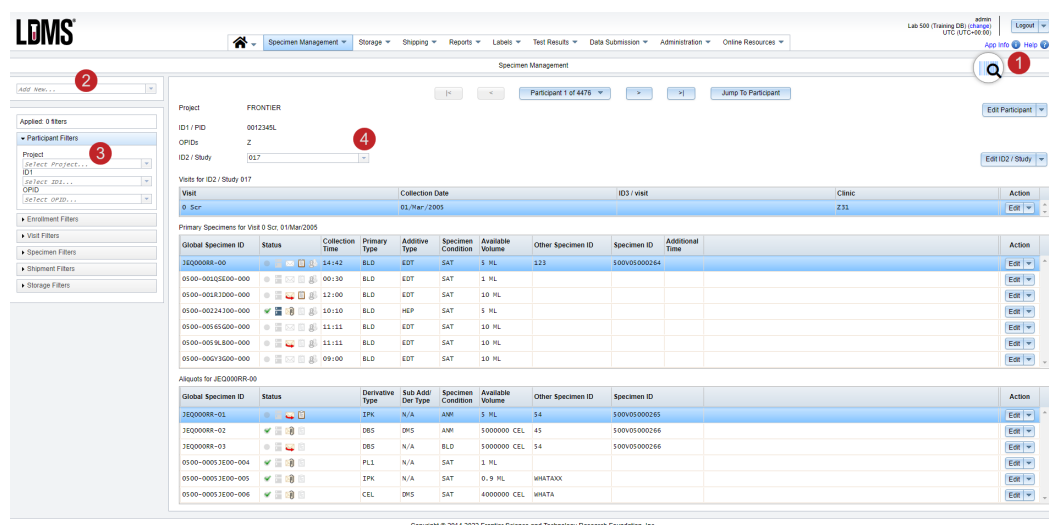 LDMS
admin
Lab 500 (Training DB) (change)
UTC (UTC+00:00)
Logout
App Info Help
Specimen Management Storage Shipping Reports Labels Test Results Data Submission Administration Online Resources
Specimen Management
1
Add New...
2
|< < Participant 1 of 4476 > >| Jump To Participant
Project FRONTIER
Edit Participant
ID1 / PID 0012345L
OPIDs Z
4
ID2 / Study 017
Edit ID2 / Study
Applied: 0 filters
Participant Filters
3
Project
Select Project...
ID1
Select ID1...
OPID
Select OPID...
Enrollment Filters
Visit Filters
Specimen Filters
Shipment Filters
Storage Filters
Visits for ID2 / Study 017
Visit Collection Date ID3 / visit Clinic Action
0 Scr 01/Mar/2005 Z31 Edit
Primary Specimens for Visit 0 Scr, 01/Mar/2005
Global Specimen ID Status Collection Time Primary Type Additive Type Specimen Condition Available Volume Other Specimen ID Specimen ID Additional Time Action
JEQ000RR-00 14:42 BLD EDT SAT 5 ML 123 500V05000264 Edit
0500-001QSE00-000 00:30 BLD EDT SAT 1 ML Edit
0500-001RJD00-000 12:00 BLD EDT SAT 10 ML Edit
0500-00224J00-000 10:10 BLD HEP SAT 5 ML Edit
0500-00565G00-000 11:11 BLD EDT SAT 10 ML Edit
0500-0059LB00-000 11:11 BLD EDT SAT 10 ML Edit
0500-00GY3G00-000 09:00 BLD EDT SAT 10 ML Edit
Aliquots for JEQ000RR-00
Global Specimen ID Status Derivative Type Sub Add/ Der Type Specimen Condition Available Volume Other Specimen ID Specimen ID Action
JEQ000RR-01 IPK N/A ANM 5 ML 54 500V05000265 Edit
JEQ000RR-02 DBS DMS ANM 5000000 CEL 45 500V05000266 Edit
JEQ000RR-03 DBS N/A BLD 5000000 CEL 54 500V05000266 Edit
0500-0005JE00-004 PL1 N/A SAT 1 ML Edit
0500-0005JE00-005 IPK N/A SAT 0.9 ML WHATAXX Edit
0500-0005JE00-006 CEL DMS SAT 4000000 CEL WHATA Edit